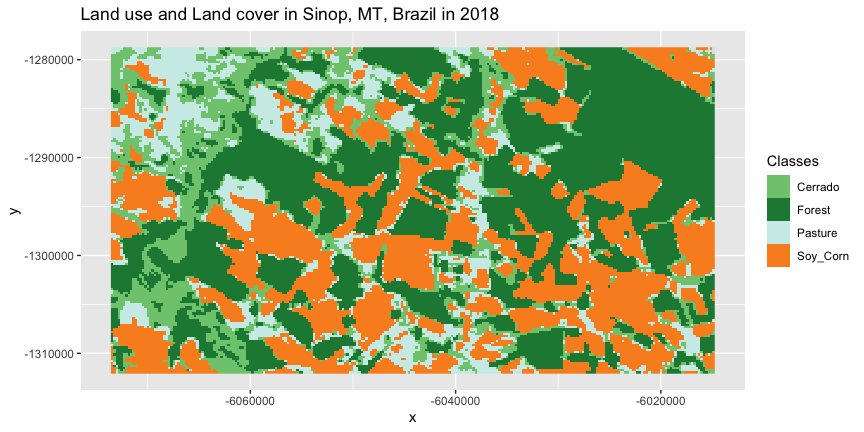 Land use and Land cover in Sinop, MT, Brazil in 2018
-1280000
-1290000
-1300000
-1310000
y
-6060000
-6040000
-6020000
x
Classes
Cerrado
Forest
Pasture
Soy_Corn